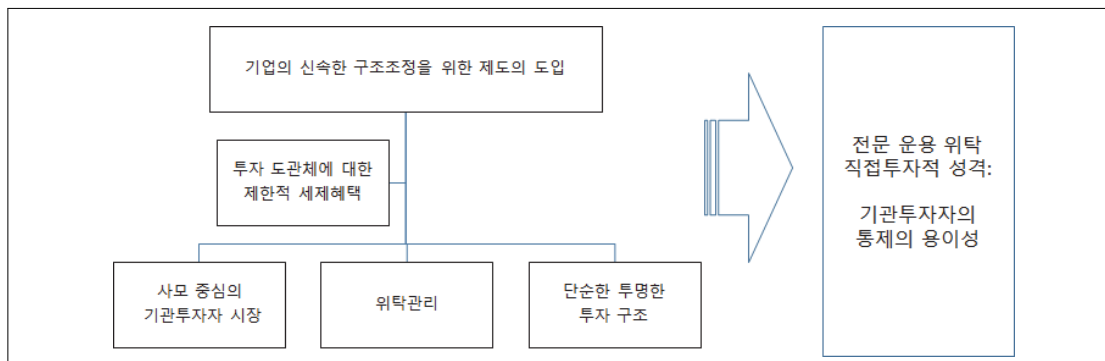 기업의 신속한 구조조정을 위한 제도의 도입
투자 도관체에 대한
제한적 세제혜택
사모 중심의
기관투자자 시장
위탁관리
단순한 투명한
투자 구조
전문 운용 위탁
직접투자적 성격:
기관투자자의
통제의 용이성